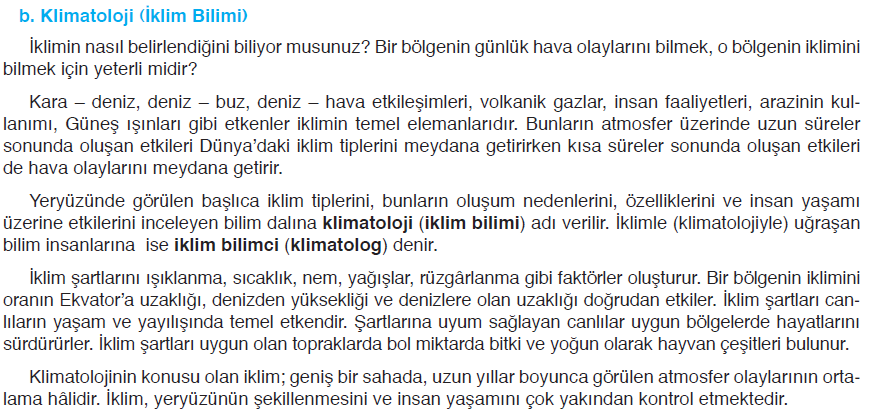 b. Klimatoloji (İklim Bilimi)
İklimin nasıl belirlendiğini biliyor musunuz? Bir bölgenin günlük hava olaylarını bilmek, o bölgenin iklimini
bilmek için yeterli midir?
Kara – deniz, deniz – buz, deniz – hava etkileşimleri, volkanik gazlar, insan faaliyetleri, arazinin kul-
lanımı, Güneş ışınları gibi etkenler iklimin temel elemanlarıdır. Bunların atmosfer üzerinde uzun süreler
sonunda oluşan etkileri Dünya’daki iklim tiplerini meydana getirirken kısa süreler sonunda oluşan etkileri
de hava olaylarını meydana getirir.
Yeryüzünde görülen başlıca iklim tiplerini, bunların oluşum nedenlerini, özelliklerini ve insan yaşamı
üzerine etkilerini inceleyen bilim dalına klimatoloji (iklim bilimi) adı verilir. İklimle (klimatolojiyle) uğraşan
bilim insanlarına ise iklim bilimci (klimatolog) denir.
İklim şartlarını ışıklanma, sıcaklık, nem, yağışlar, rüzgârlanma gibi faktörler oluşturur. Bir bölgenin iklimini
oranın Ekvator’a uzaklığı, denizden yüksekliği ve denizlere olan uzaklığı doğrudan etkiler. İklim şartları can-
lıların yaşam ve yayılışında temel etkendir. Şartlarına uyum sağlayan canlılar uygun bölgelerde hayatlarını
sürdürürler. İklim şartları uygun olan topraklarda bol miktarda bitki ve yoğun olarak hayvan çeşitleri bulunur.
Klimatolojinin konusu olan iklim; geniş bir sahada, uzun yıllar boyunca görülen atmosfer olaylarının orta-
lama hâlidir. İklim, yeryüzünün şekillenmesini ve insan yaşamını çok yakından kontrol etmektedir.